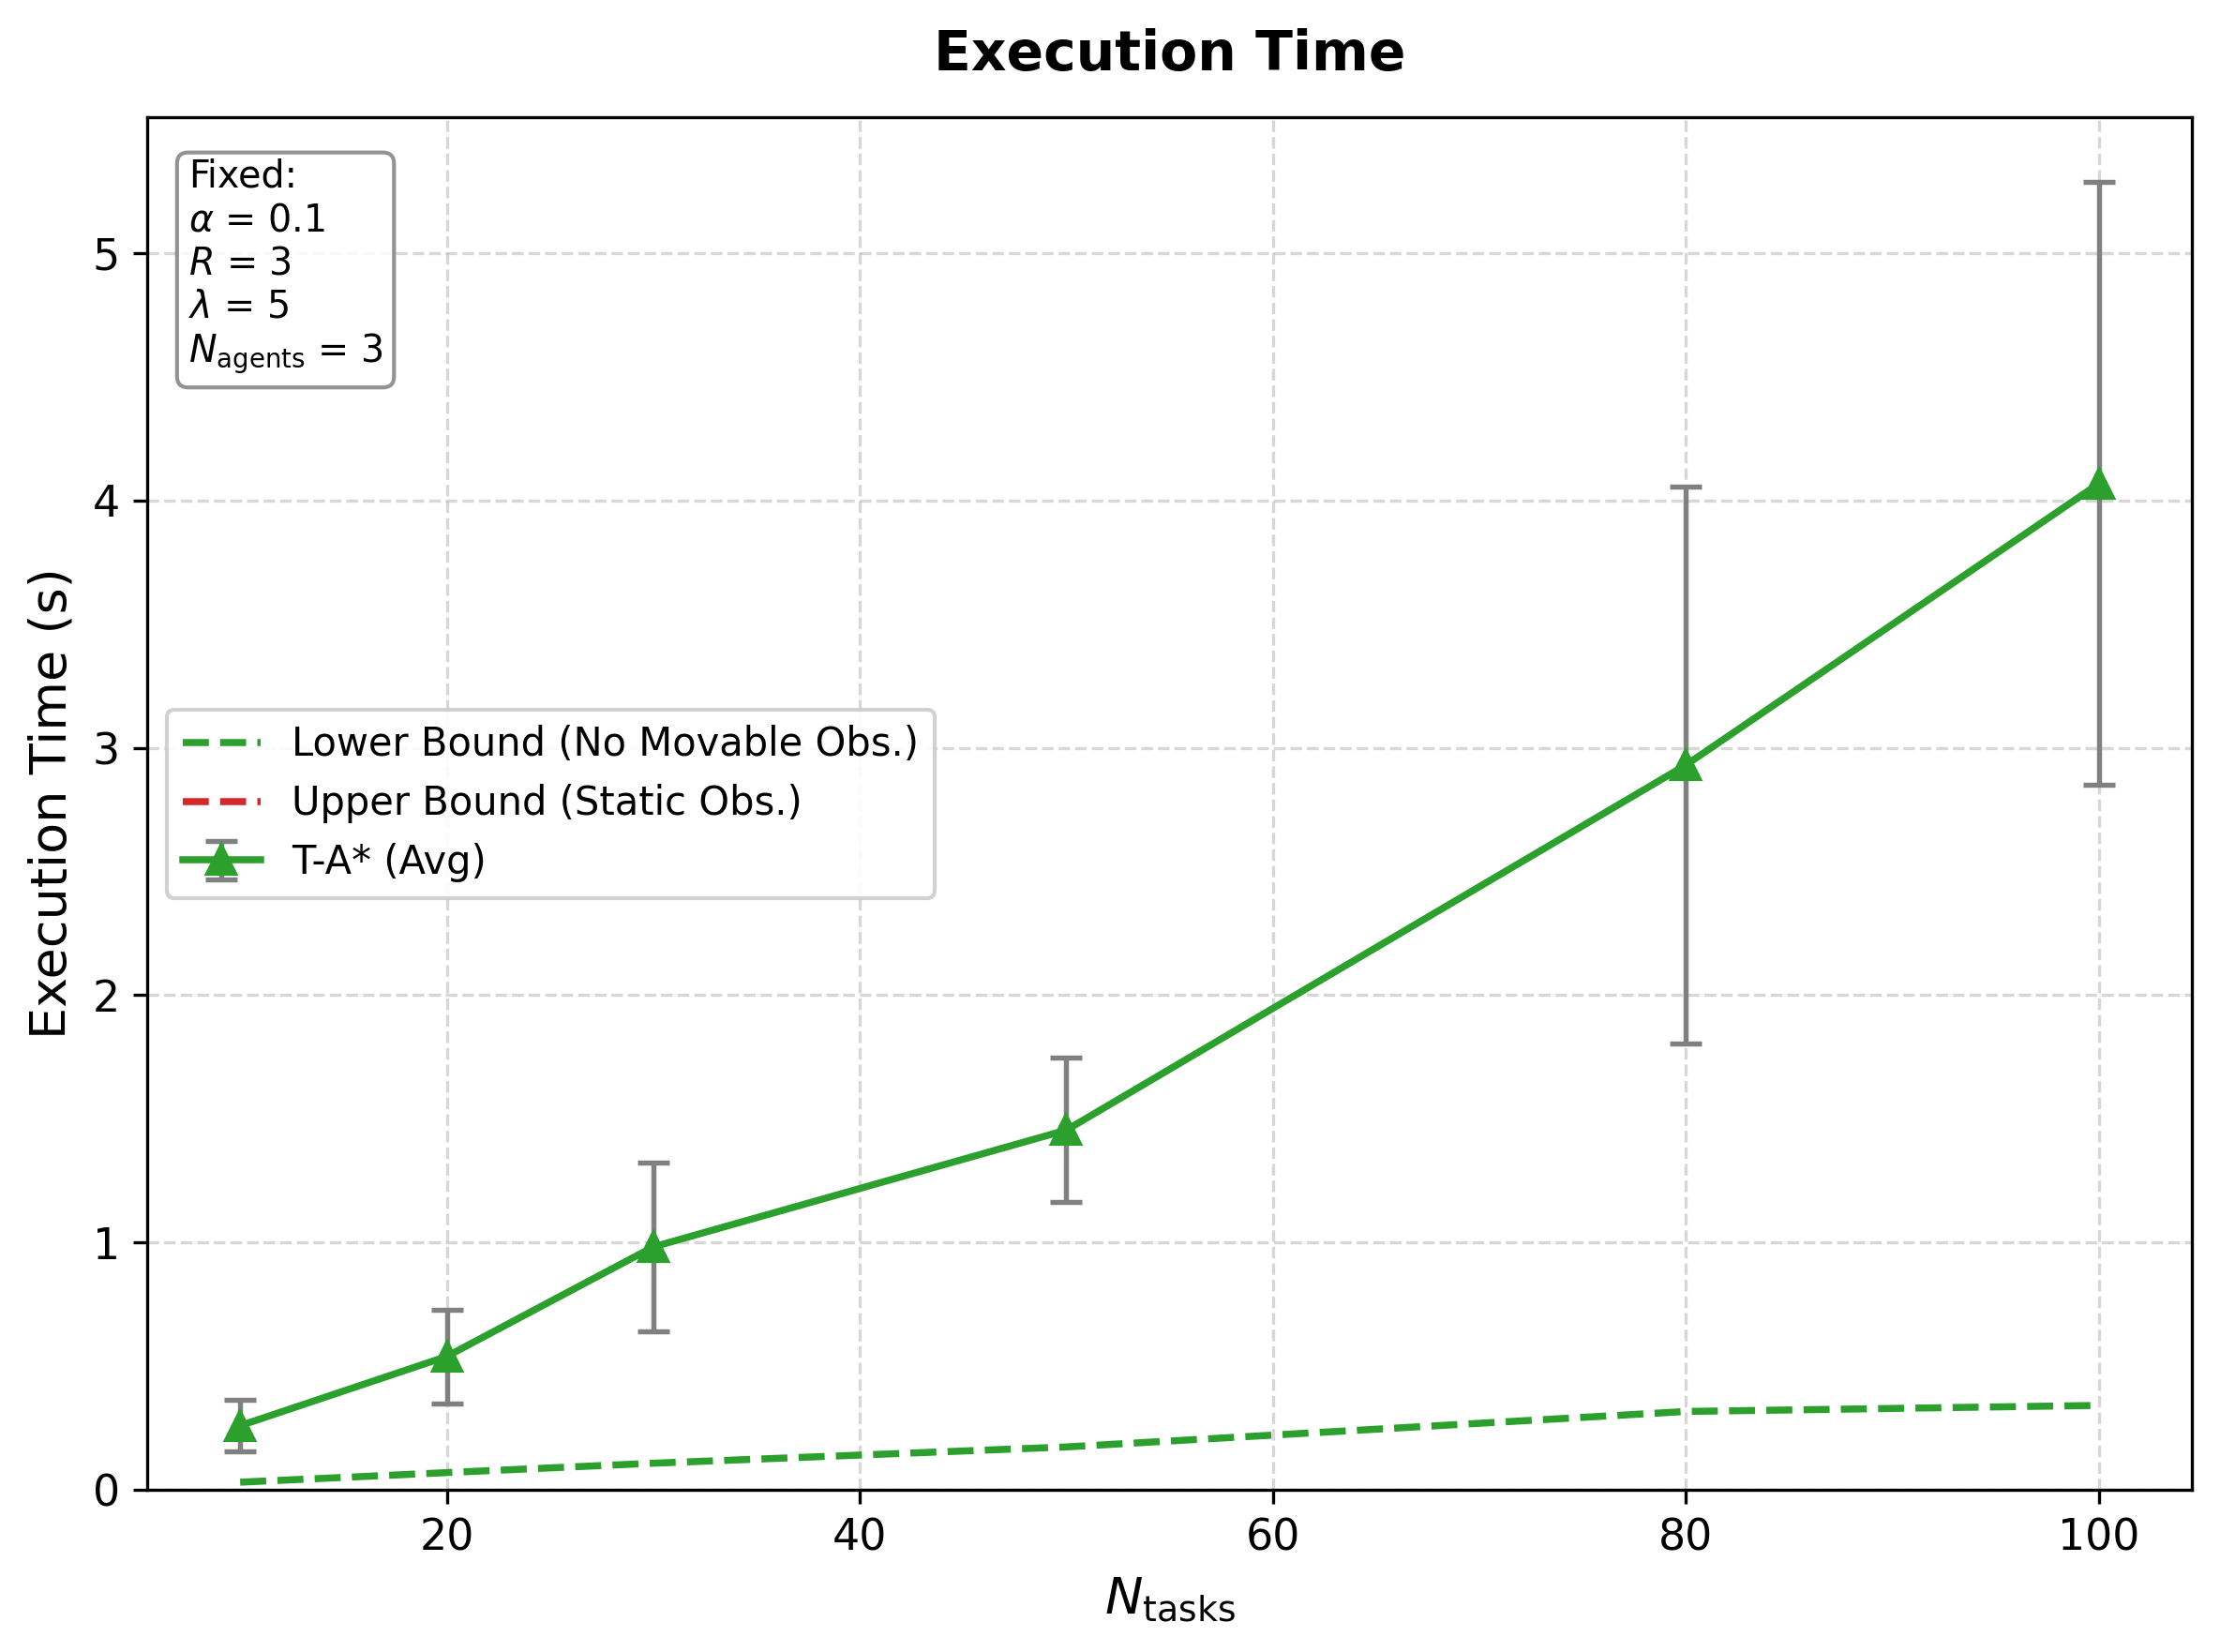 Execution Time
Fixed:
α = 0.1
R = 3
λ = 5
N_agents = 3
Execution Time (s)
5
4
3
2
1
0
Lower Bound (No Movable Obs.)
Upper Bound (Static Obs.)
T-A* (Avg)
20 40 60 80 100
N_tasks